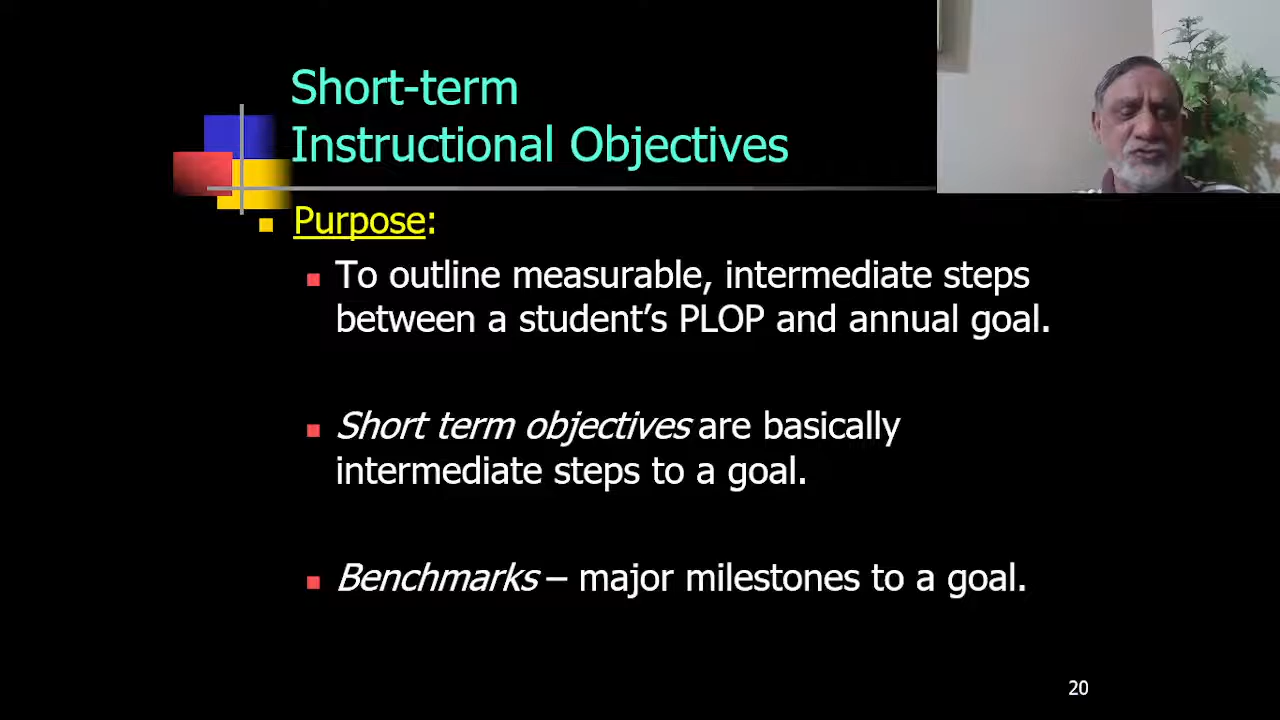 Short-term
Instructional Objectives
Purpose:
To outline measurable, intermediate steps
between a student’s PLOP and annual goal.
Short term objectives are basically
intermediate steps to a goal.
Benchmarks – major milestones to a goal.
20